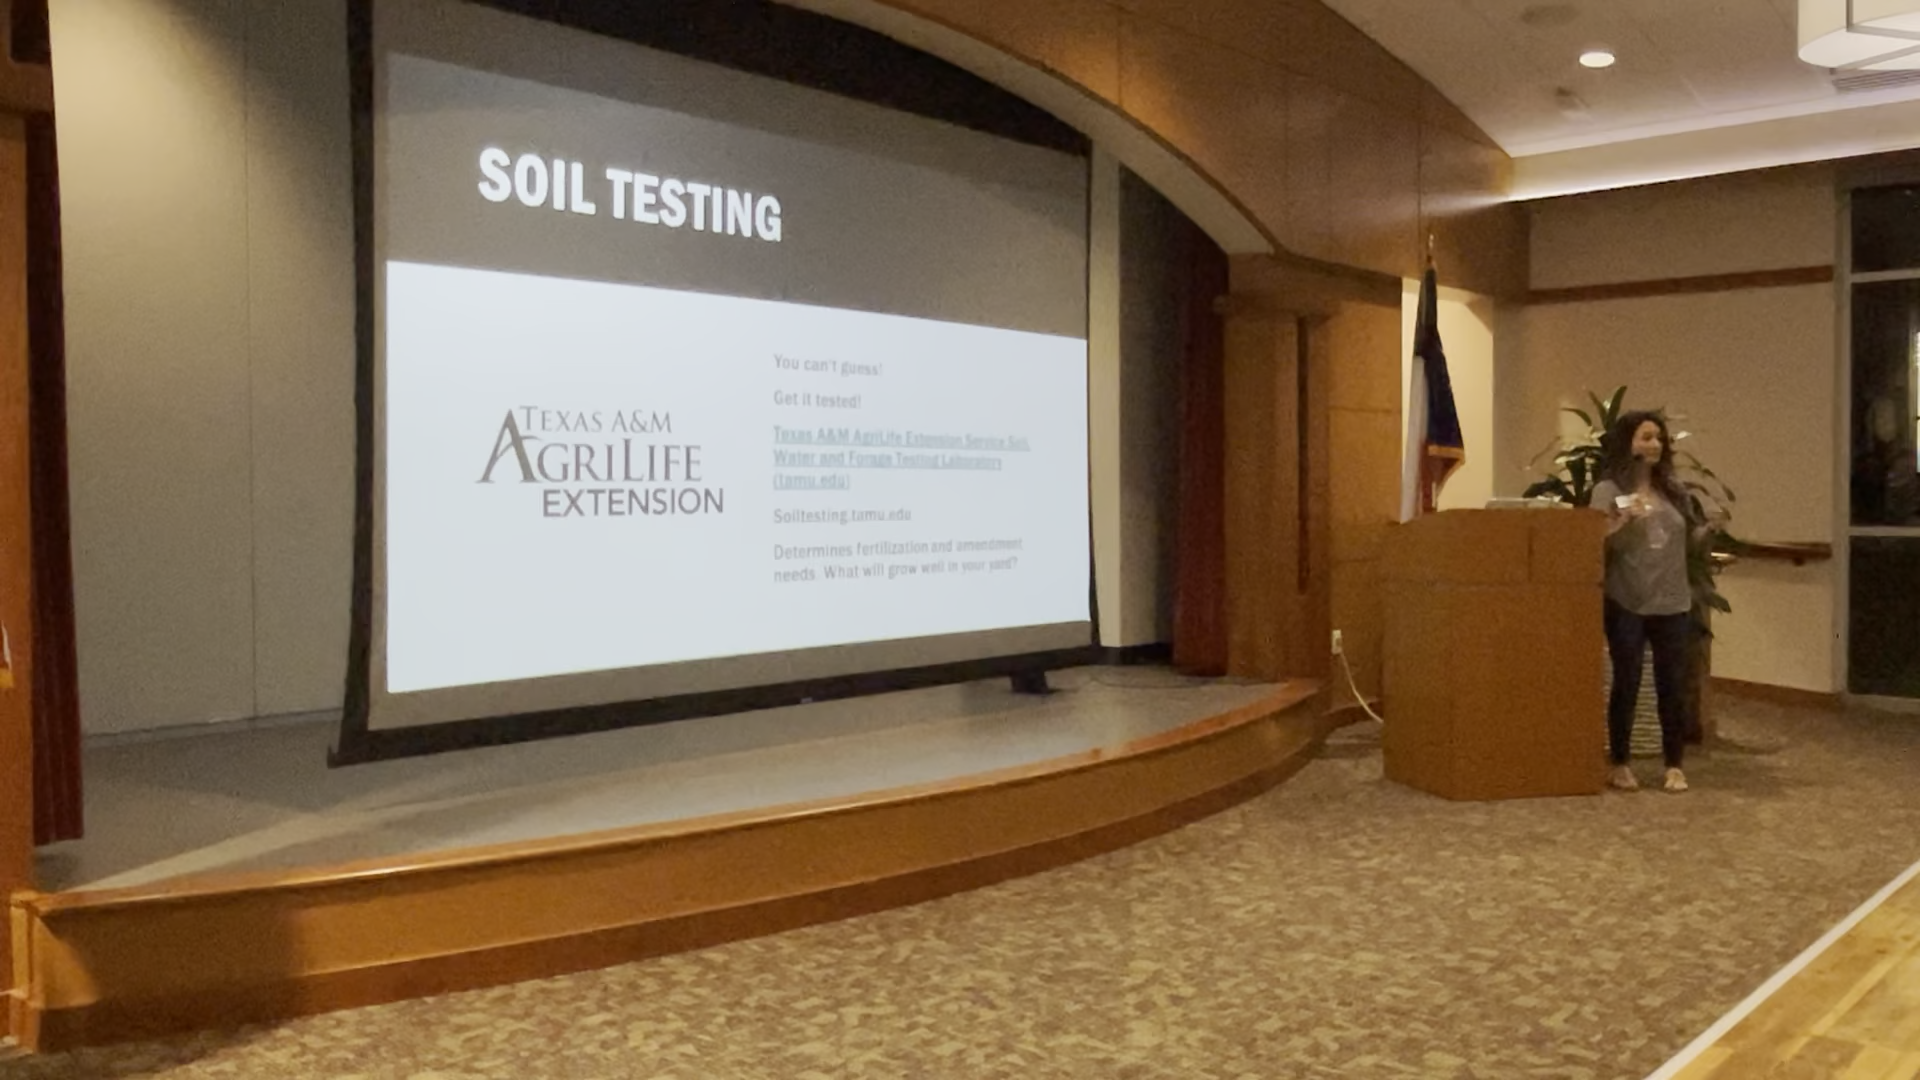 SOIL TESTING
TEXAS A&M
AGRILIFE
EXTENSION
You can't guess!
Get it tested!
Texas A&M AgriLife Extension Service Soil,
Water and Forage Testing Laboratory
(tamu.edu)
Soiltesting.tamu.edu
Determines fertilization and amendment
needs. What will grow well in your yard?